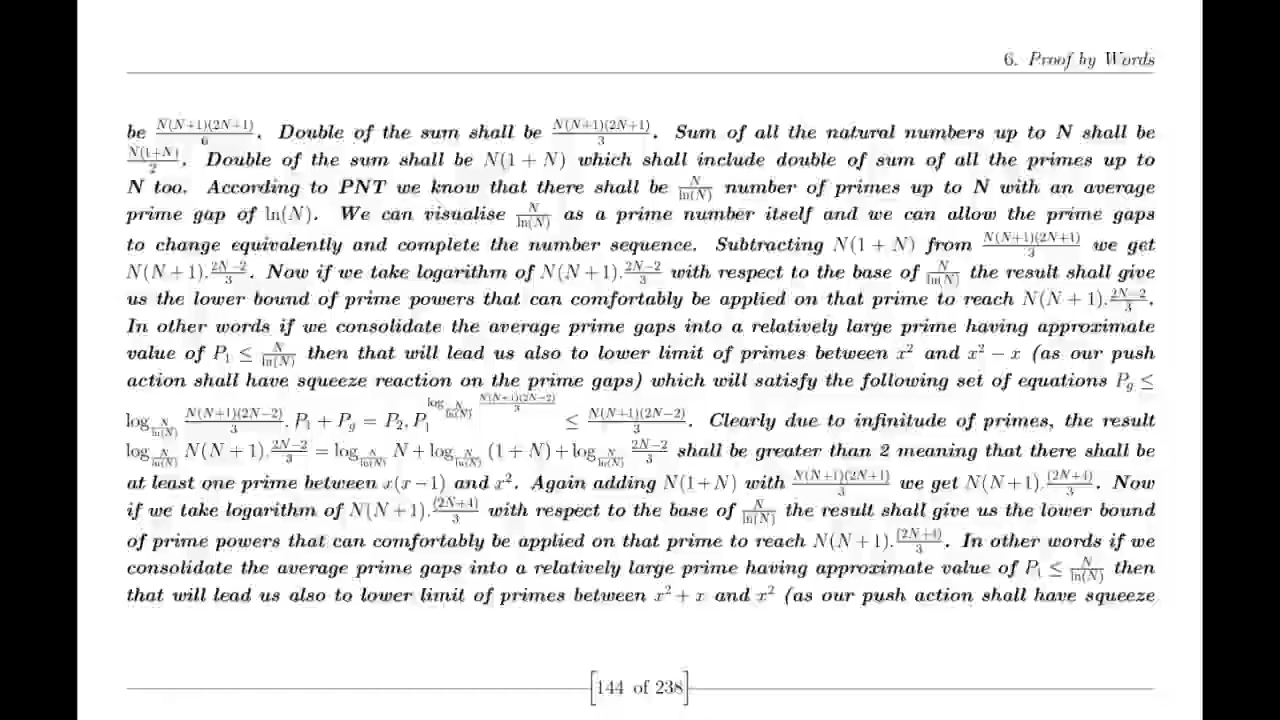 6. Proof by Words
be N(N+1)(2N+1)/6. Double of the sum shall be N(N+1)(2N+1)/3. Sum of all the natural numbers up to N shall be
N(1+N)/2. Double of the sum shall be N(1 + N) which shall include double of sum of all the primes up to
N too. According to PNT we know that there shall be N/ln(N) number of primes up to N with an average
prime gap of ln(N). We can visualise N/ln(N) as a prime number itself and we can allow the prime gaps
to change equivalently and complete the number sequence. Subtracting N(1 + N) from N(N+1)(2N+1)/3 we get
N(N + 1).2N−2/3. Now if we take logarithm of N(N + 1).2N−2/3 with respect to the base of N/ln(N) the result shall give
us the lower bound of prime powers that can comfortably be applied on that prime to reach N(N + 1).2N−2/3.
In other words if we consolidate the average prime gaps into a relatively large prime having approximate
value of P₁ ≤ N/ln(N) then that will lead us also to lower limit of primes between x² and x² − x (as our push
action shall have squeeze reaction on the prime gaps) which will satisfy the following set of equations P_g ≤
log_{N/ln(N)} N(N+1)(2N−2)/3. P₁ + P_g = P₂, P₁^{log_{N/ln(N)} N(N+1)(2N−2)/3} ≤ N(N+1)(2N−2)/3. Clearly due to infinitude of primes, the result
log_{N/ln(N)} N(N + 1).2N−2/3 = log_{N/ln(N)} N + log_{N/ln(N)} (1 + N) + log_{N/ln(N)} 2N−2/3 shall be greater than 2 meaning that there shall be
at least one prime between x(x − 1) and x². Again adding N(1+N) with N(N+1)(2N+1)/3 we get N(N+1).(2N+4)/3. Now
if we take logarithm of N(N + 1).(2N+4)/3 with respect to the base of N/ln(N) the result shall give us the lower bound
of prime powers that can comfortably be applied on that prime to reach N(N + 1).(2N+4)/3. In other words if we
consolidate the average prime gaps into a relatively large prime having approximate value of P₁ ≤ N/ln(N) then
that will lead us also to lower limit of primes between x² + x and x² (as our push action shall have squeeze
[144 of 238]